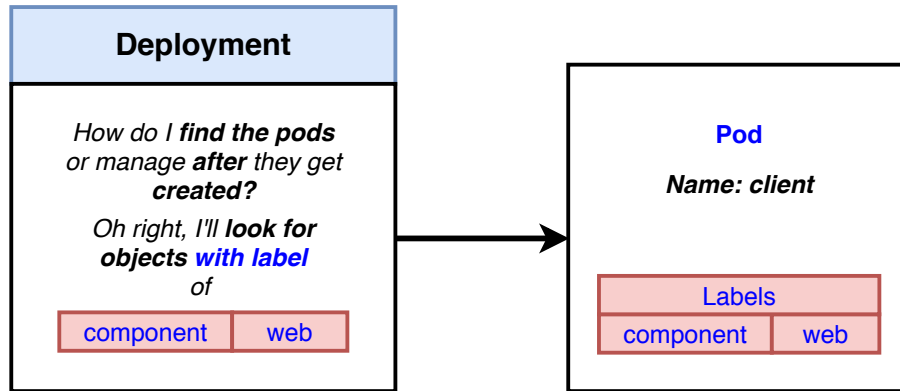 Deployment
How do I find the pods
or manage after they get
created?
Oh right, I'll look for
objects with label
of
component web
Pod
Name: client
Labels
component web